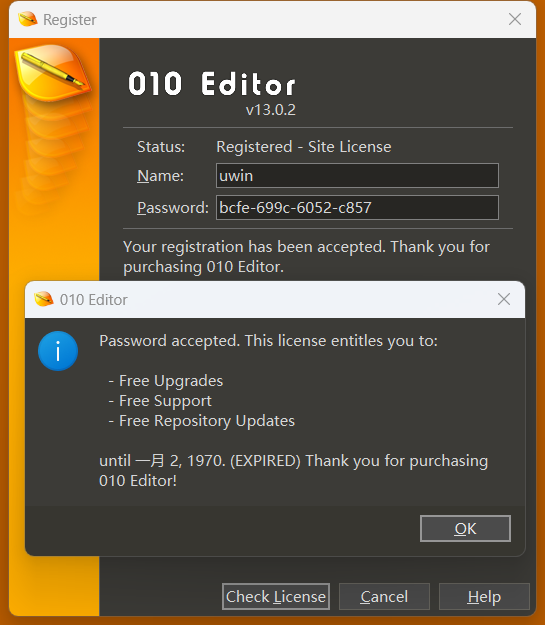 Register
010 Editor
v13.0.2
Status: Registered - Site License
Name: uwin
Password: bcfe-699c-6052-c857
Your registration has been accepted. Thank you for
purchasing 010 Editor.
010 Editor
Password accepted. This license entitles you to:
- Free Upgrades
- Free Support
- Free Repository Updates
until 一月 2, 1970. (EXPIRED) Thank you for purchasing
010 Editor!
OK
Check License Cancel Help